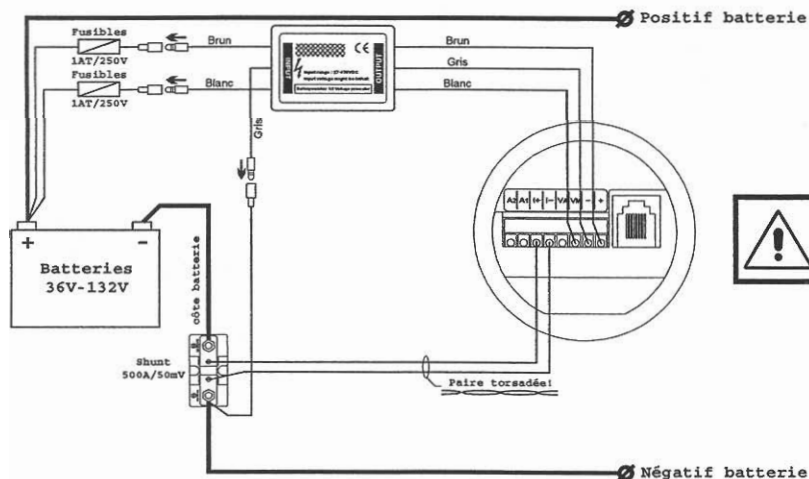 Positif batterie
Fusibles
1AT/250V
Brun
Fusibles
1AT/250V
Blanc
Gris
INPUT
CE
OUTPUT
Brun
Gris
Blanc
A2 A1 I+ I- VA VM - +
+ -
Batteries
36V-132V
côte batterie
Shunt
500A/50mV
Paire torsadée!
Négatif batterie